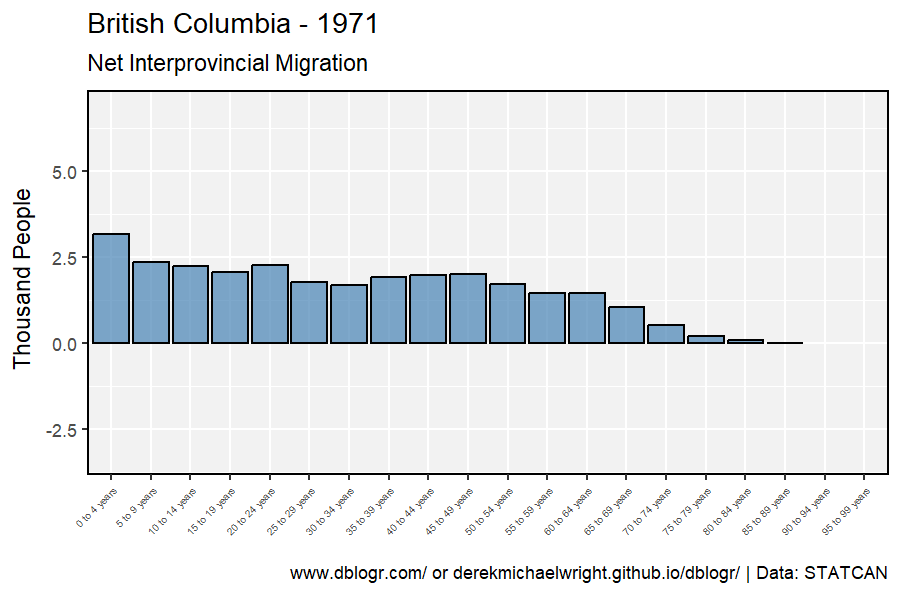 British Columbia - 1971
Net Interprovincial Migration
Thousand People
5.0
2.5
0.0
-2.5
0 to 4 years
5 to 9 years
10 to 14 years
15 to 19 years
20 to 24 years
25 to 29 years
30 to 34 years
35 to 39 years
40 to 44 years
45 to 49 years
50 to 54 years
55 to 59 years
60 to 64 years
65 to 69 years
70 to 74 years
75 to 79 years
80 to 84 years
85 to 89 years
90 to 94 years
95 to 99 years
www.dblogr.com/ or derekmichaelwright.github.io/dblogr/ | Data: STATCAN